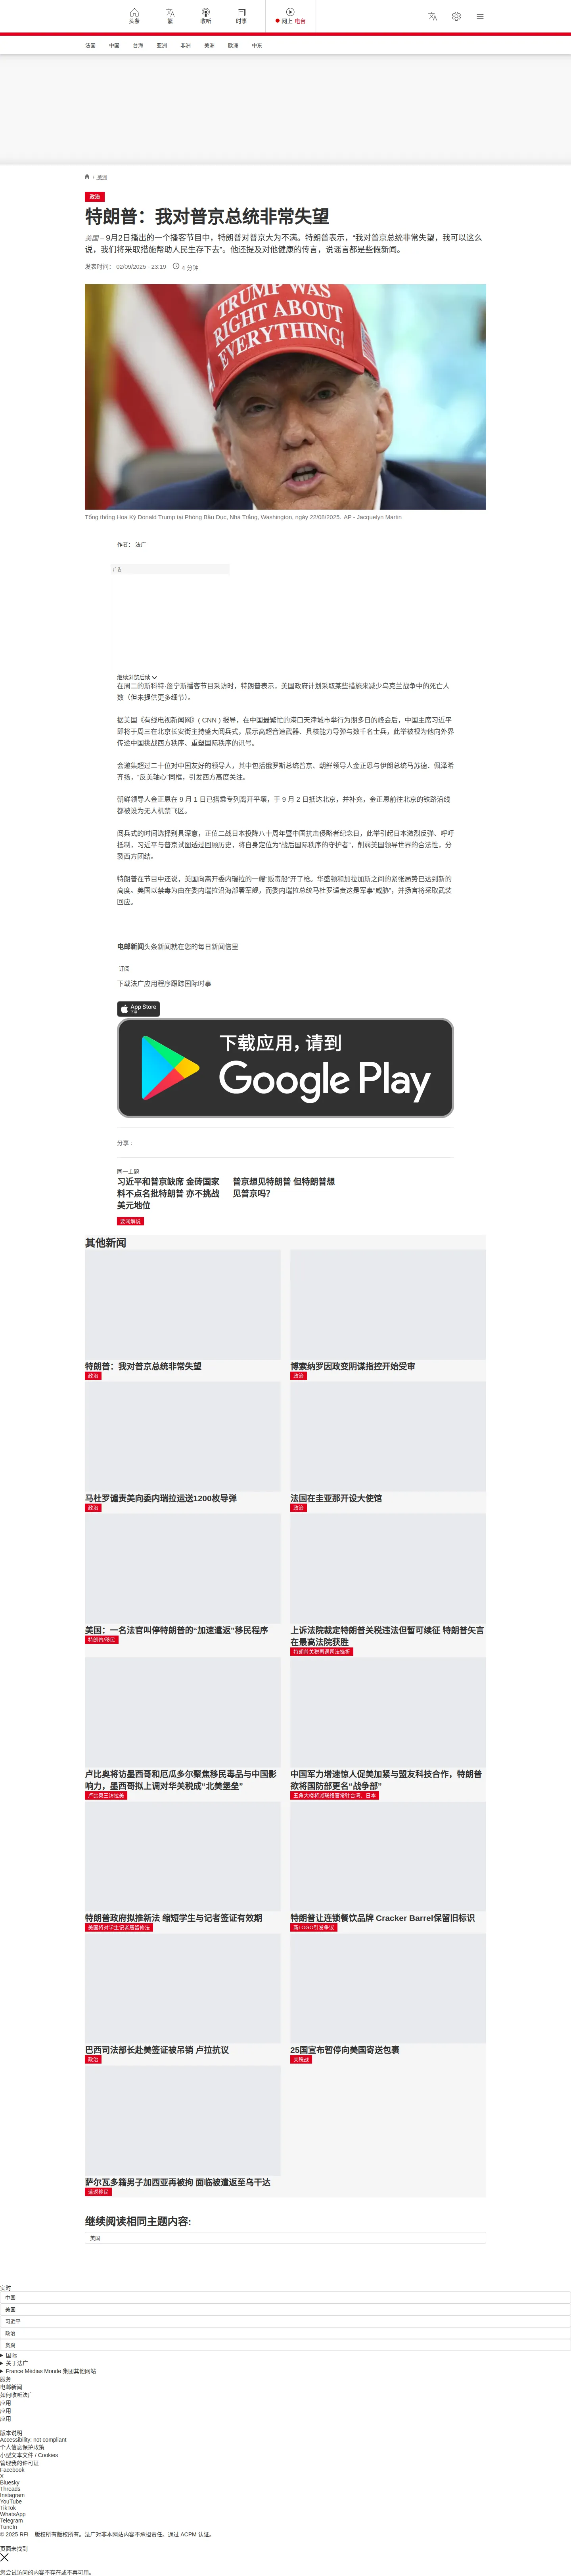 头条
繁
收听
时事
网上 电台
法国
中国
台海
亚洲
非洲
美洲
欧洲
中东
/ 美洲
政治
特朗普：我对普京总统非常失望
美国 – 9月2日播出的一个播客节目中，特朗普对普京大为不满。特朗普表示，“我对普京总统非常失望，我可以这么
说，我们将采取措施帮助人民生存下去”。他还提及对他健康的传言，说谣言都是些假新闻。
发表时间： 02/09/2025 - 23:19
4 分钟
TRUMP WAS
RIGHT ABOUT
EVERYTHING!
Tổng thống Hoa Kỳ Donald Trump tại Phòng Bầu Dục, Nhà Trắng, Washington, ngày 22/08/2025. AP - Jacquelyn Martin
作者： 法广
广告
继续浏览后续
在周二的斯科特·詹宁斯播客节目采访时，特朗普表示，美国政府计划采取某些措施来减少乌克兰战争中的死亡人
数（但未提供更多细节）。
据美国《有线电视新闻网》( CNN ) 报导，在中国最繁忙的港口天津城市举行为期多日的峰会后，中国主席习近平
即将于周三在北京长安街主持盛大阅兵式，展示高超音速武器、具核能力导弹与数千名士兵，此举被视为他向外界
传递中国挑战西方秩序、重塑国际秩序的讯号。
会邀集超过二十位对中国友好的领导人，其中包括俄罗斯总统普京、朝鲜领导人金正恩与伊朗总统马苏德．佩泽希
齐扬，“反美轴心”同框，引发西方高度关注。
朝鲜领导人金正恩在 9 月 1 日已搭乘专列离开平壤，于 9 月 2 日抵达北京，并补充，金正恩前往北京的铁路沿线
都被设为无人机禁飞区。
阅兵式的时间选择别具深意，正值二战日本投降八十周年暨中国抗击侵略者纪念日，此举引起日本激烈反弹、呼吁
抵制，习近平与普京试图透过回顾历史，将自身定位为“战后国际秩序的守护者”，削弱美国领导世界的合法性，分
裂西方团结。
特朗普在节目中还说，美国向离开委内瑞拉的一艘“贩毒船”开了枪。华盛顿和加拉加斯之间的紧张局势已达到新的
高度。美国以禁毒为由在委内瑞拉沿海部署军舰，而委内瑞拉总统马杜罗谴责这是军事“威胁”，并扬言将采取武装
回应。
电邮新闻头条新闻就在您的每日新闻信里
订阅
下载法广应用程序跟踪国际时事
App Store
下载
下载应用，请到
Google Play
分享 :
同一主题
习近平和普京缺席 金砖国家
料不点名批特朗普 亦不挑战
美元地位
要闻解说
普京想见特朗普 但特朗普想
见普京吗？
其他新闻
特朗普：我对普京总统非常失望
政治
博索纳罗因政变阴谋指控开始受审
政治
马杜罗谴责美向委内瑞拉运送1200枚导弹
政治
法国在圭亚那开设大使馆
政治
美国：一名法官叫停特朗普的“加速遣返”移民程序
特朗普/移民
上诉法院裁定特朗普关税违法但暂可续征 特朗普矢言
在最高法院获胜
特朗普关税再遇司法挫折
卢比奥将访墨西哥和厄瓜多尔聚焦移民毒品与中国影
响力，墨西哥拟上调对华关税成“北美堡垒”
卢比奥三访拉美
中国军力增速惊人促美加紧与盟友科技合作，特朗普
欲将国防部更名“战争部”
五角大楼将派联络官常驻台湾、日本
特朗普政府拟推新法 缩短学生与记者签证有效期
美国将对学生记者居留修法
特朗普让连锁餐饮品牌 Cracker Barrel保留旧标识
新LOGO引发争议
巴西司法部长赴美签证被吊销 卢拉抗议
政治
25国宣布暂停向美国寄送包裹
关税战
萨尔瓦多籍男子加西亚再被拘 面临被遣返至乌干达
遣返移民
继续阅读相同主题内容:
美国
实时
中国
美国
习近平
政治
贪腐
国际
关于法广
France Médias Monde 集团其他网站
服务
电邮新闻
如何收听法广
应用
应用
应用
版本说明
Accessibility: not compliant
个人信息保护政策
小型文本文件 / Cookies
管理我的许可证
Facebook
X
Bluesky
Threads
Instagram
YouTube
TikTok
WhatsApp
Telegram
TuneIn
© 2025 RFI – 版权所有版权所有。法广对非本网站内容不承担责任。通过 ACPM 认证。
页面未找到
您尝试访问的内容不存在或不再可用。